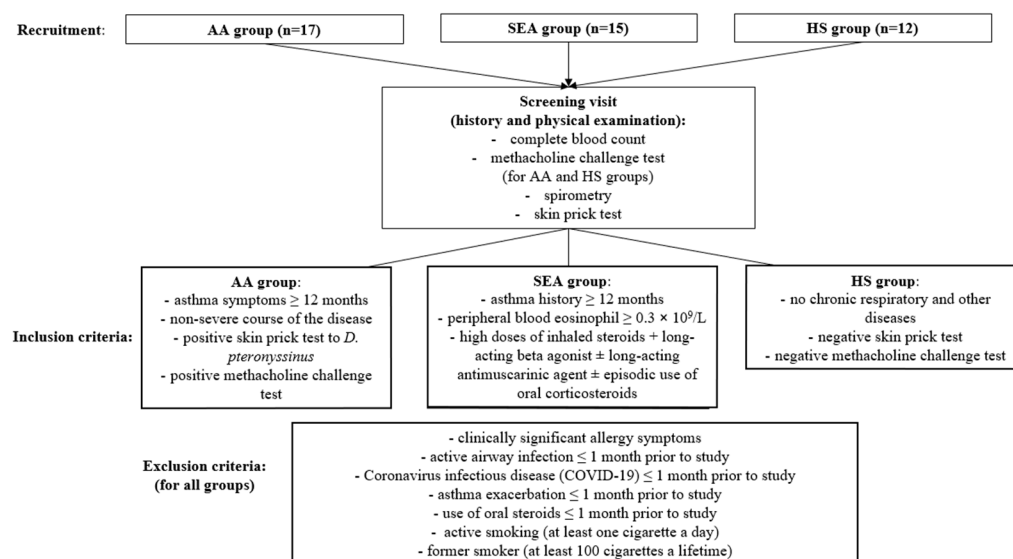 Recruitment:
AA group (n=17)
SEA group (n=15)
HS group (n=12)
Screening visit
(history and physical examination):
- complete blood count
- methacholine challenge test
(for AA and HS groups)
- spirometry
- skin prick test
Inclusion criteria:
AA group:
- asthma symptoms ≥ 12 months
- non-severe course of the disease
- positive skin prick test to D.
pteronyssinus
- positive methacholine challenge
test
SEA group:
- asthma history ≥ 12 months
- peripheral blood eosinophil ≥ 0.3 × 10⁹/L
- high doses of inhaled steroids + long-
acting beta agonist ± long-acting
antimuscarinic agent ± episodic use of
oral corticosteroids
HS group:
- no chronic respiratory and other
diseases
- negative skin prick test
- negative methacholine challenge test
Exclusion criteria:
(for all groups)
- clinically significant allergy symptoms
- active airway infection ≤ 1 month prior to study
- Coronavirus infectious disease (COVID-19) ≤ 1 month prior to study
- asthma exacerbation ≤ 1 month prior to study
- use of oral steroids ≤ 1 month prior to study
- active smoking (at least one cigarette a day)
- former smoker (at least 100 cigarettes a lifetime)